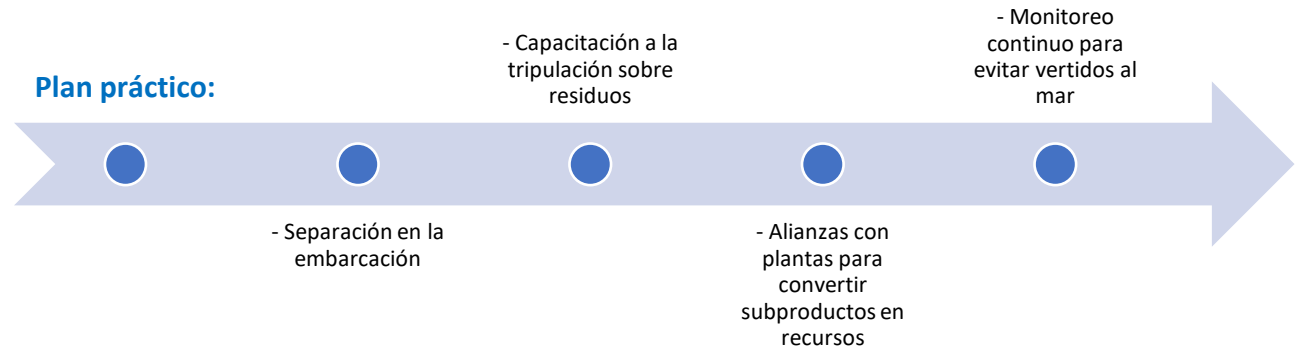 Plan práctico:
- Separación en la
embarcación
- Capacitación a la
tripulación sobre
residuos
- Alianzas con
plantas para
convertir
subproductos en
recursos
- Monitoreo
continuo para
evitar vertidos al
mar